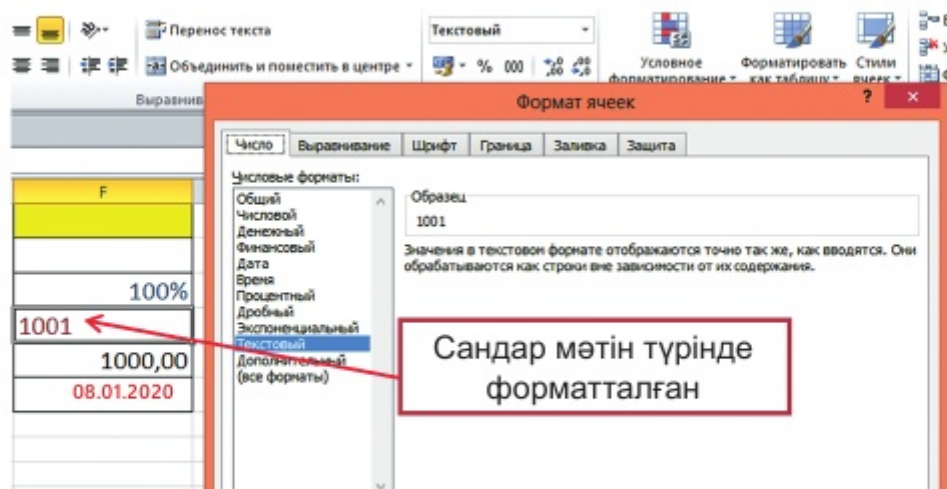 Перенос текста
Текстовый
Объединить и поместить в центре
% 000
Условное форматирование
Форматировать как таблицу
Стили ячеек
Формат ячеек
?
Число
Выравнивание
Шрифт
Граница
Заливка
Защита
Числовые форматы:
Общий
Числовой
Денежный
Финансовый
Дата
Время
Процентный
Дробный
Экспоненциальный
Текстовый
Дополнительный
(все форматы)
Образец
1001
Значения в текстовом формате отображаются точно так же, как вводятся. Они
обрабатываются как строки вне зависимости от их содержания.
F
100%
1001
1000,00
08.01.2020
Сандар мәтін түрінде
форматталған